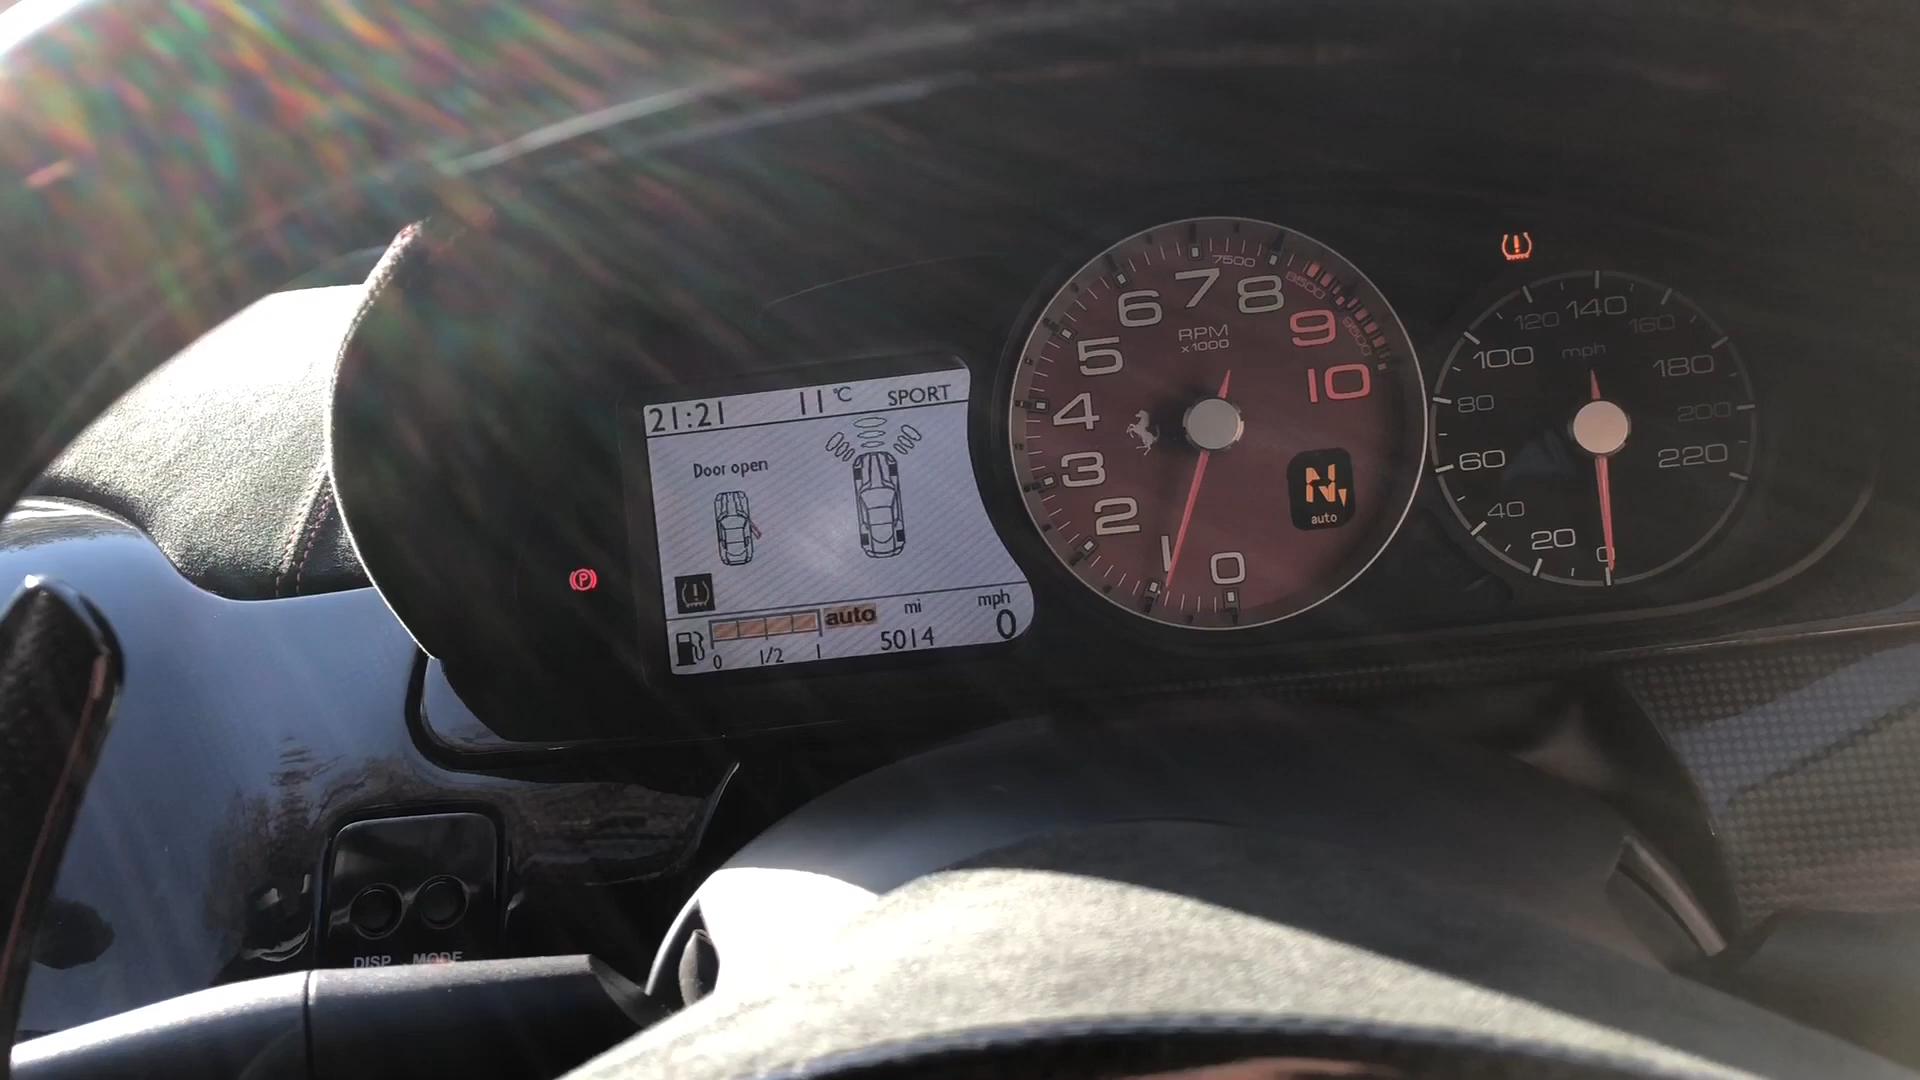 21:21 11 °C SPORT
Door open
auto
mi
mph
0 1/2 1
5014
0
RPM
x1000
0 1 2 3 4 5 6 7 7500 8 8500 9 9500 10
N
auto
mph
0 20 40 60 80 100 120 140 160 180 200 220
P
DISP MODE